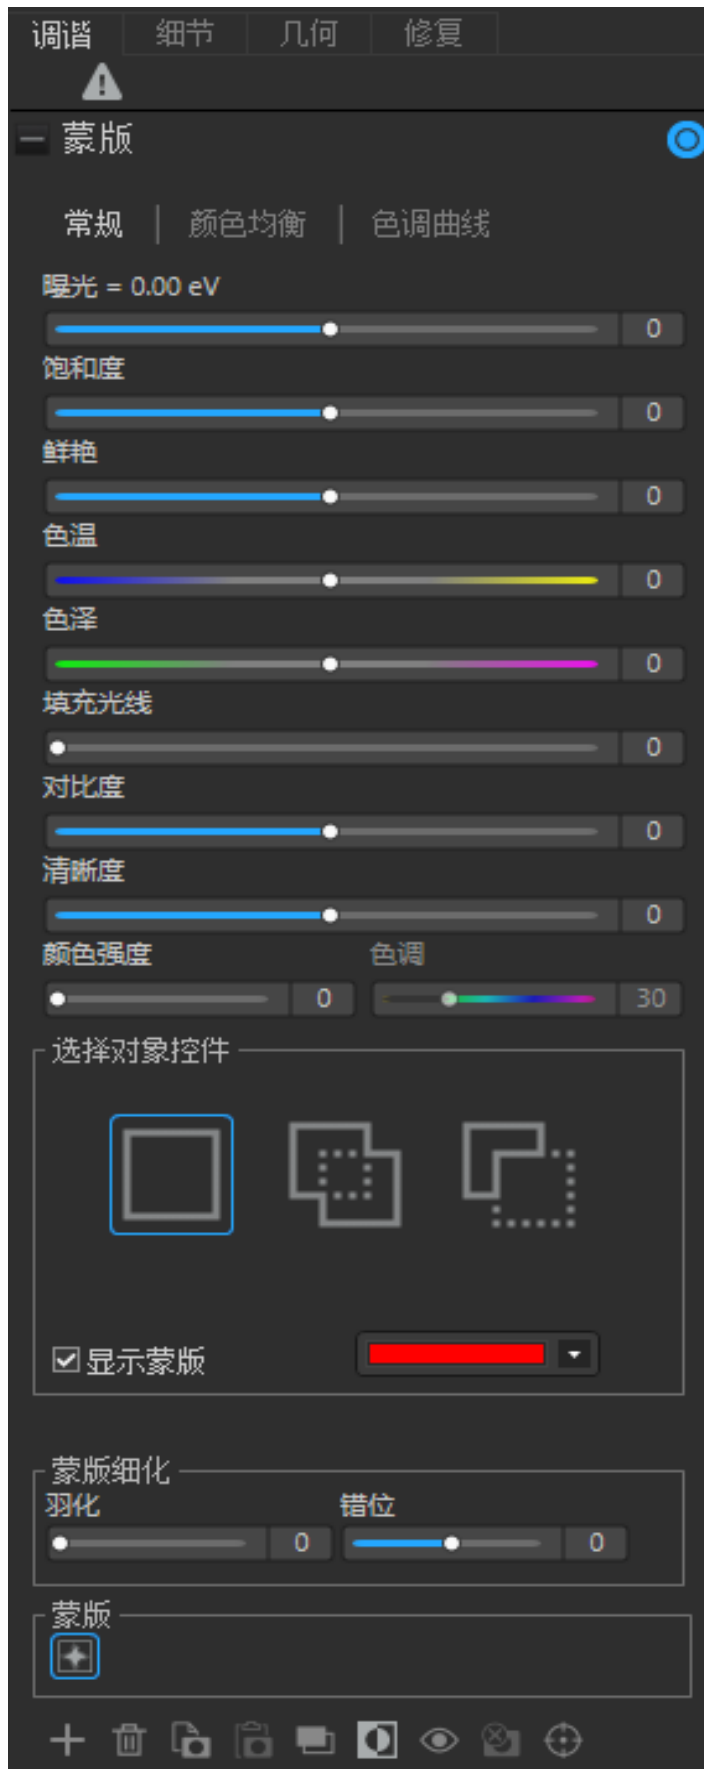 调谐 细节 几何 修复
蒙版
常规 | 颜色均衡 | 色调曲线
曝光 = 0.00 eV
0
饱和度
0
鲜艳
0
色温
0
色泽
0
填充光线
0
对比度
0
清晰度
0
颜色强度 色调
0 30
选择对象控件
显示蒙版
蒙版细化
羽化 错位
0 0
蒙版